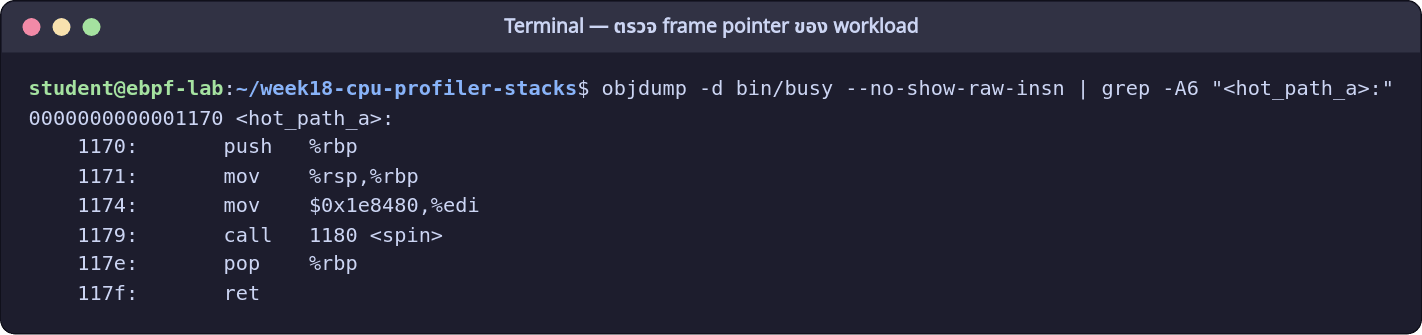 Terminal — ตรวจ frame pointer ของ workload
student@ebpf-lab:~/week18-cpu-profiler-stacks$ objdump -d bin/busy --no-show-raw-insn | grep -A6 "<hot_path_a>:"
0000000000001170 <hot_path_a>:
    1170:       push   %rbp
    1171:       mov    %rsp,%rbp
    1174:       mov    $0x1e8480,%edi
    1179:       call   1180 <spin>
    117e:       pop    %rbp
    117f:       ret